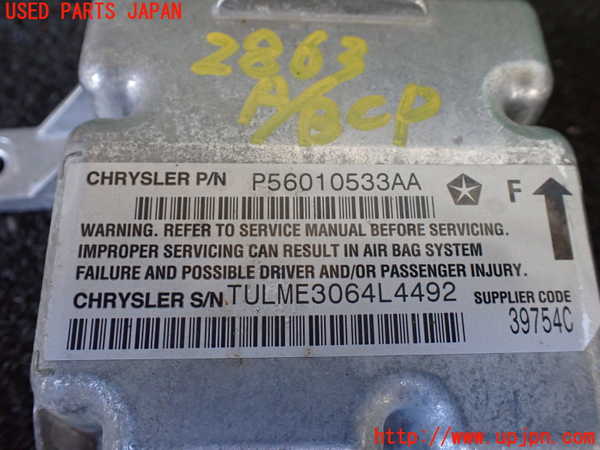 USED PARTS JAPAN
2863
A/BCP
CHRYSLER P/N P56010533AA
F
WARNING. REFER TO SERVICE MANUAL BEFORE SERVICING.
IMPROPER SERVICING CAN RESULT IN AIR BAG SYSTEM
FAILURE AND POSSIBLE DRIVER AND/OR PASSENGER INJURY.
CHRYSLER S/N TULME3064L4492 SUPPLIER CODE
39754C
UpJ
http://www.upjpn.com/